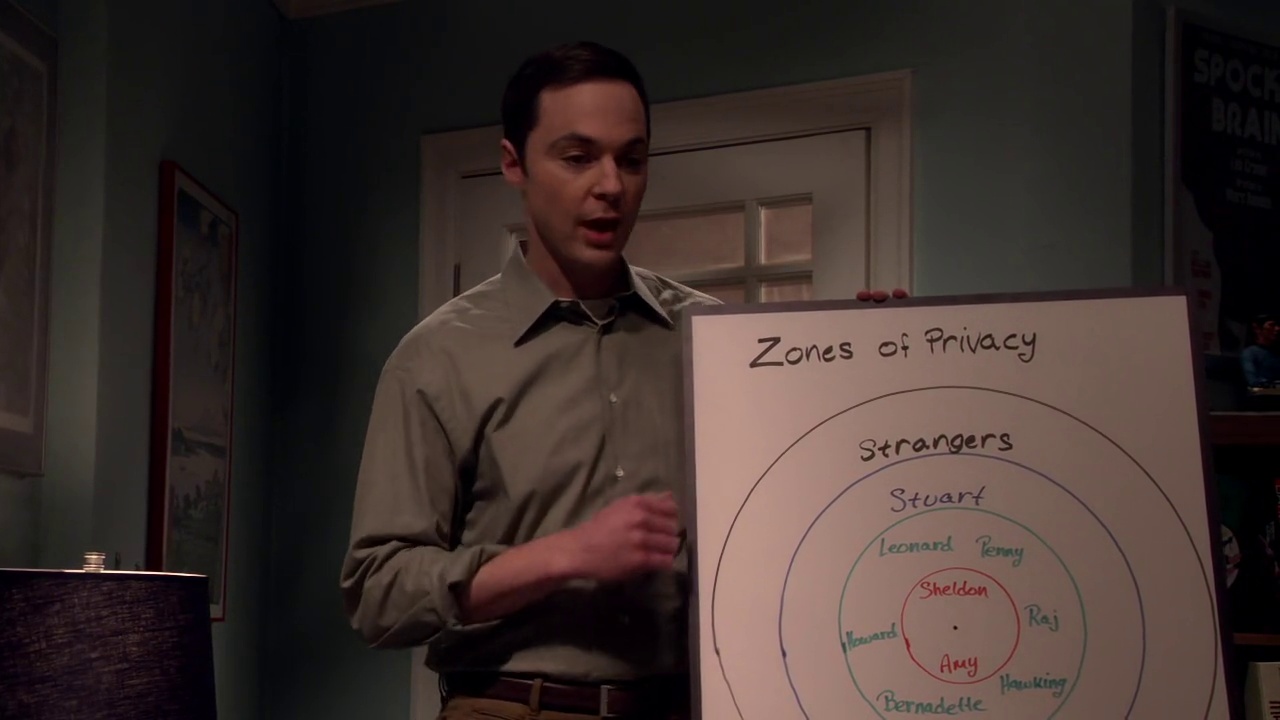 SPOCK
BRAIN
Zones of Privacy
Strangers
Stuart
Leonard Penny
Sheldon
Raj
Howard
Amy
Hawking
Bernadette